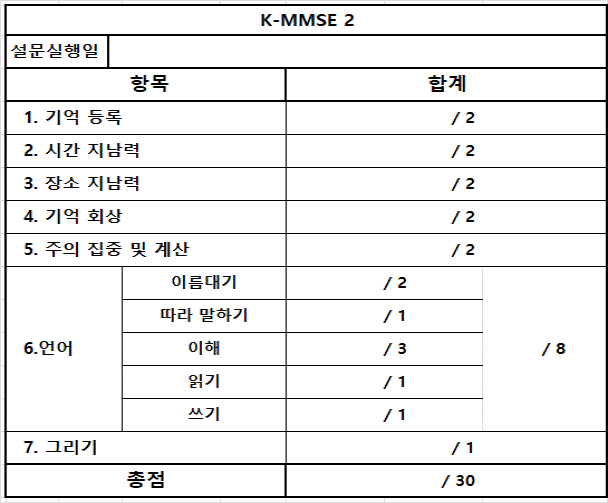 K-MMSE 2
설문실행일
항목 합계
1. 기억 등록 / 2
2. 시간 지남력 / 2
3. 장소 지남력 / 2
4. 기억 회상 / 2
5. 주의 집중 및 계산 / 2
6.언어 이름대기 / 2 / 8
따라 말하기 / 1
이해 / 3
읽기 / 1
쓰기 / 1
7. 그리기 / 1
총점 / 30